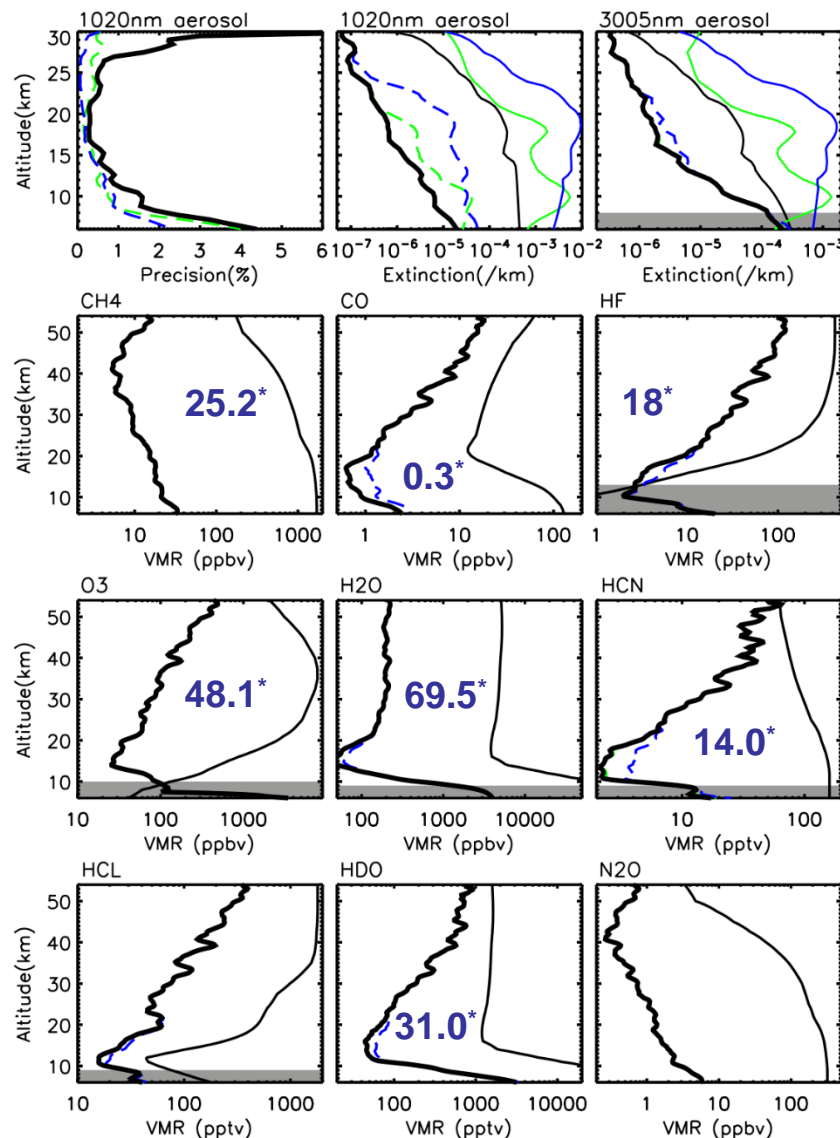 1020nm aerosol 1020nm aerosol 3005nm aerosol
Altitude(km)
30
25
20
15
10
0 1 2 3 4 5 6
10-7 10-6 10-5 10-4 10-3 10-2
10-6 10-5 10-4 10-3
Precision(%) Extinction(/km) Extinction(/km)
CH4 CO HF
Altitude(km)
50
40
30
20
10
25.2* 0.3* 18*
10 100 1000
1 10 100
1 10 100
VMR (ppbv) VMR (ppbv) VMR (pptv)
O3 H2O HCN
Altitude(km)
50
40
30
20
10
48.1* 69.5* 14.0*
10 100 1000
100 1000 10000
10 100
VMR (ppbv) VMR (ppbv) VMR (pptv)
HCL HDO N2O
Altitude(km)
50
40
30
20
10
31.0*
10 100 1000
100 1000 10000
1 10 100
VMR (pptv) VMR (pptv) VMR (ppbv)